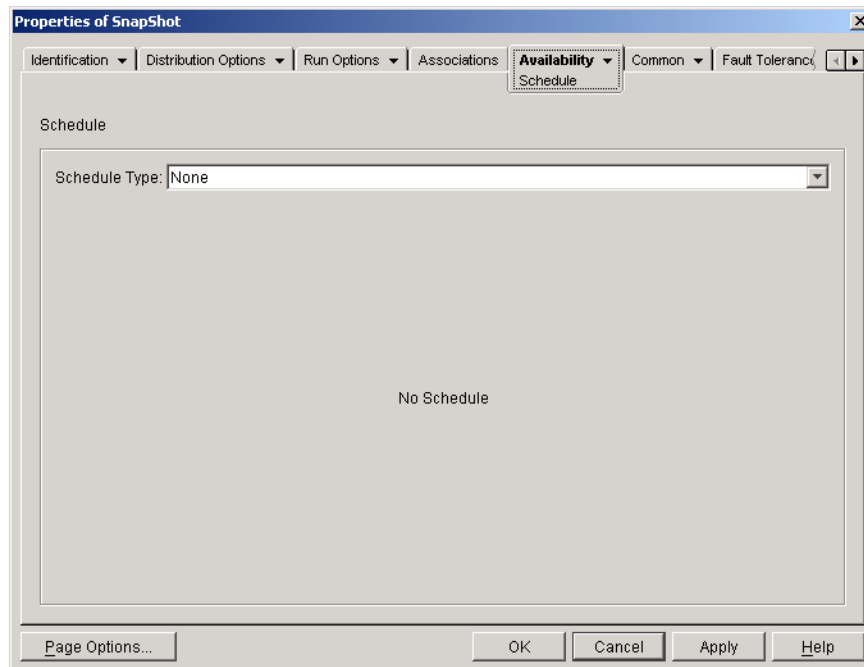 Properties of SnapShot
Identification Distribution Options Run Options Associations Availability Common Fault Tolerance
Schedule
Schedule
Schedule Type: None
No Schedule
Page Options... OK Cancel Apply Help